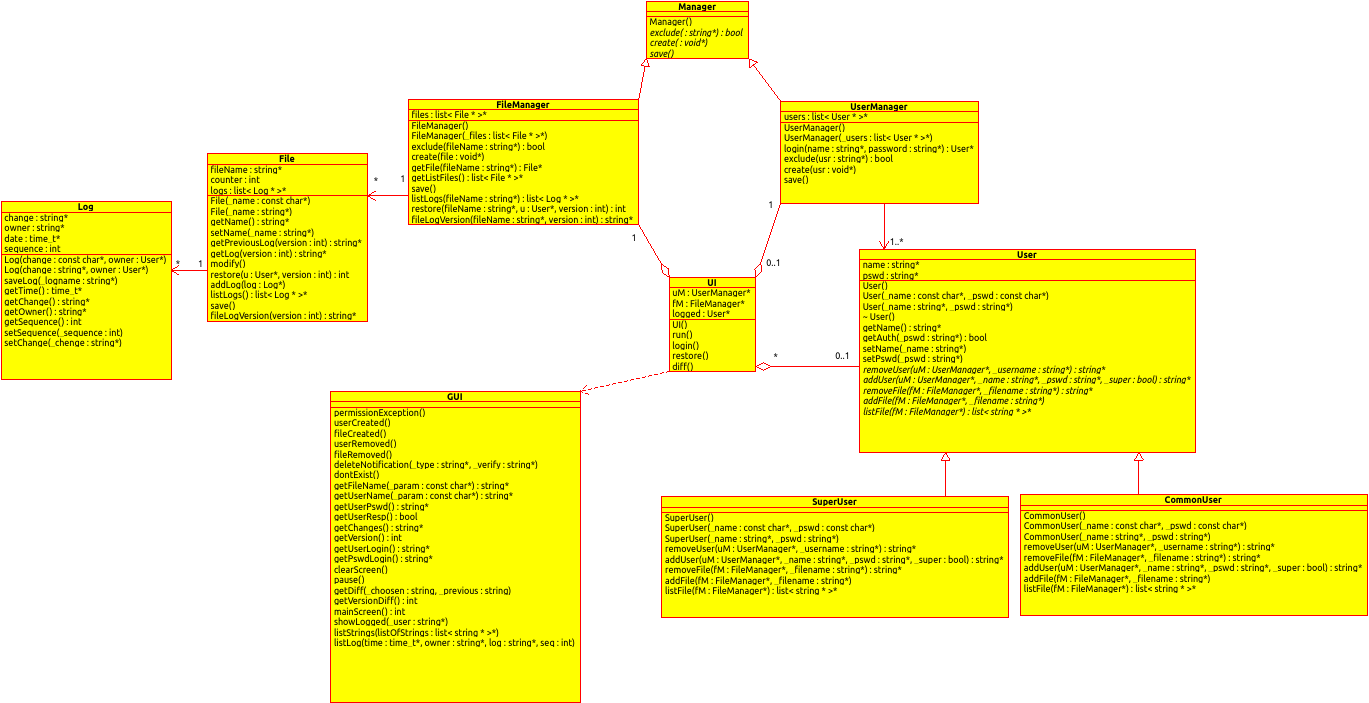 Manager
Manager()
exclude( : string*) : bool
create( : void*)
save()
FileManager
files : list< File * >*
FileManager()
FileManager(_files : list< File * >*)
exclude(fileName : string*) : bool
create(file : void*)
getFile(fileName : string*) : File*
getListFiles() : list< File * >*
save()
listLogs(fileName : string*) : list< Log * >*
restore(fileName : string*, u : User*, version : int) : int
fileLogVersion(fileName : string*, version : int) : string*
UserManager
users : list< User * >*
UserManager()
UserManager(_users : list< User * >*)
login(name : string*, password : string*) : User*
exclude(usr : string*) : bool
create(usr : void*)
save()
File
fileName : string*
counter : int
logs : list< Log * >*
File(_name : const char*)
File(_name : string*)
getName() : string*
setName(_name : string*)
getPreviousLog(version : int) : string*
getLog(version : int) : string*
modify()
restore(u : User*, version : int) : int
addLog(log : Log*)
listLogs() : list< Log * >*
save()
fileLogVersion(version : int) : string*
*
1
Log
change : string*
owner : string*
date : time_t*
sequence : int
Log(change : const char*, owner : User*)
Log(change : string*, owner : User*)
saveLog(_logname : string*)
getTime() : time_t*
getChange() : string*
getOwner() : string*
getSequence() : int
setSequence(_sequence : int)
setChange(_chenge : string*)
*
1
1
1
0..1
1..*
UI
uM : UserManager*
fM : FileManager*
logged : User*
UI()
run()
login()
restore()
diff()
*
0..1
User
name : string*
pswd : string*
User()
User(_name : const char*, _pswd : const char*)
User(_name : string*, _pswd : string*)
~ User()
getName() : string*
getAuth(_pswd : string*) : bool
setName(_name : string*)
setPswd(_pswd : string*)
removeUser(uM : UserManager*, _username : string*) : string*
addUser(uM : UserManager*, _name : string*, _pswd : string*, _super : bool) : string*
removeFile(fM : FileManager*, _filename : string*) : string*
addFile(fM : FileManager*, _filename : string*)
listFile(fM : FileManager*) : list< string * >*
GUI
permissionException()
userCreated()
fileCreated()
userRemoved()
fileRemoved()
deleteNotification(_type : string*, _verify : string*)
dontExist()
getFileName(_param : const char*) : string*
getUserName(_param : const char*) : string*
getUserPswd() : string*
getUserResp() : bool
getChanges() : string*
getVersion() : int
getUserLogin() : string*
getPswdLogin() : string*
clearScreen()
pause()
getDiff(_choosen : string, _previous : string)
getVersionDiff() : int
mainScreen() : int
showLogged(_user : string*)
listStrings(listOfStrings : list< string * >*)
listLog(time : time_t*, owner : string*, log : string*, seq : int)
SuperUser
SuperUser()
SuperUser(_name : const char*, _pswd : const char*)
SuperUser(_name : string*, _pswd : string*)
removeUser(uM : UserManager*, _username : string*) : string*
addUser(uM : UserManager*, _name : string*, _pswd : string*, _super : bool) : string*
removeFile(fM : FileManager*, _filename : string*) : string*
addFile(fM : FileManager*, _filename : string*)
listFile(fM : FileManager*) : list< string * >*
CommonUser
CommonUser()
CommonUser(_name : const char*, _pswd : const char*)
CommonUser(_name : string*, _pswd : string*)
removeUser(uM : UserManager*, _username : string*) : string*
removeFile(fM : FileManager*, _filename : string*) : string*
addUser(uM : UserManager*, _name : string*, _pswd : string*, _super : bool) : string*
addFile(fM : FileManager*, _filename : string*)
listFile(fM : FileManager*) : list< string * >*